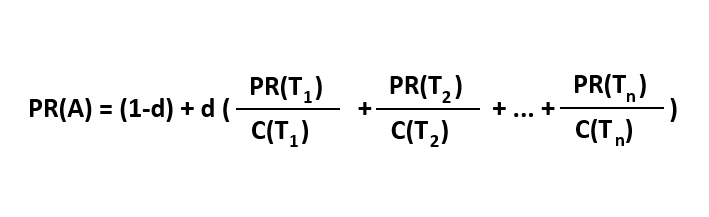 PR(A) = (1-d) + d ( PR(T₁) / C(T₁) + PR(T₂) / C(T₂) + ... + PR(Tₙ) / C(Tₙ) )